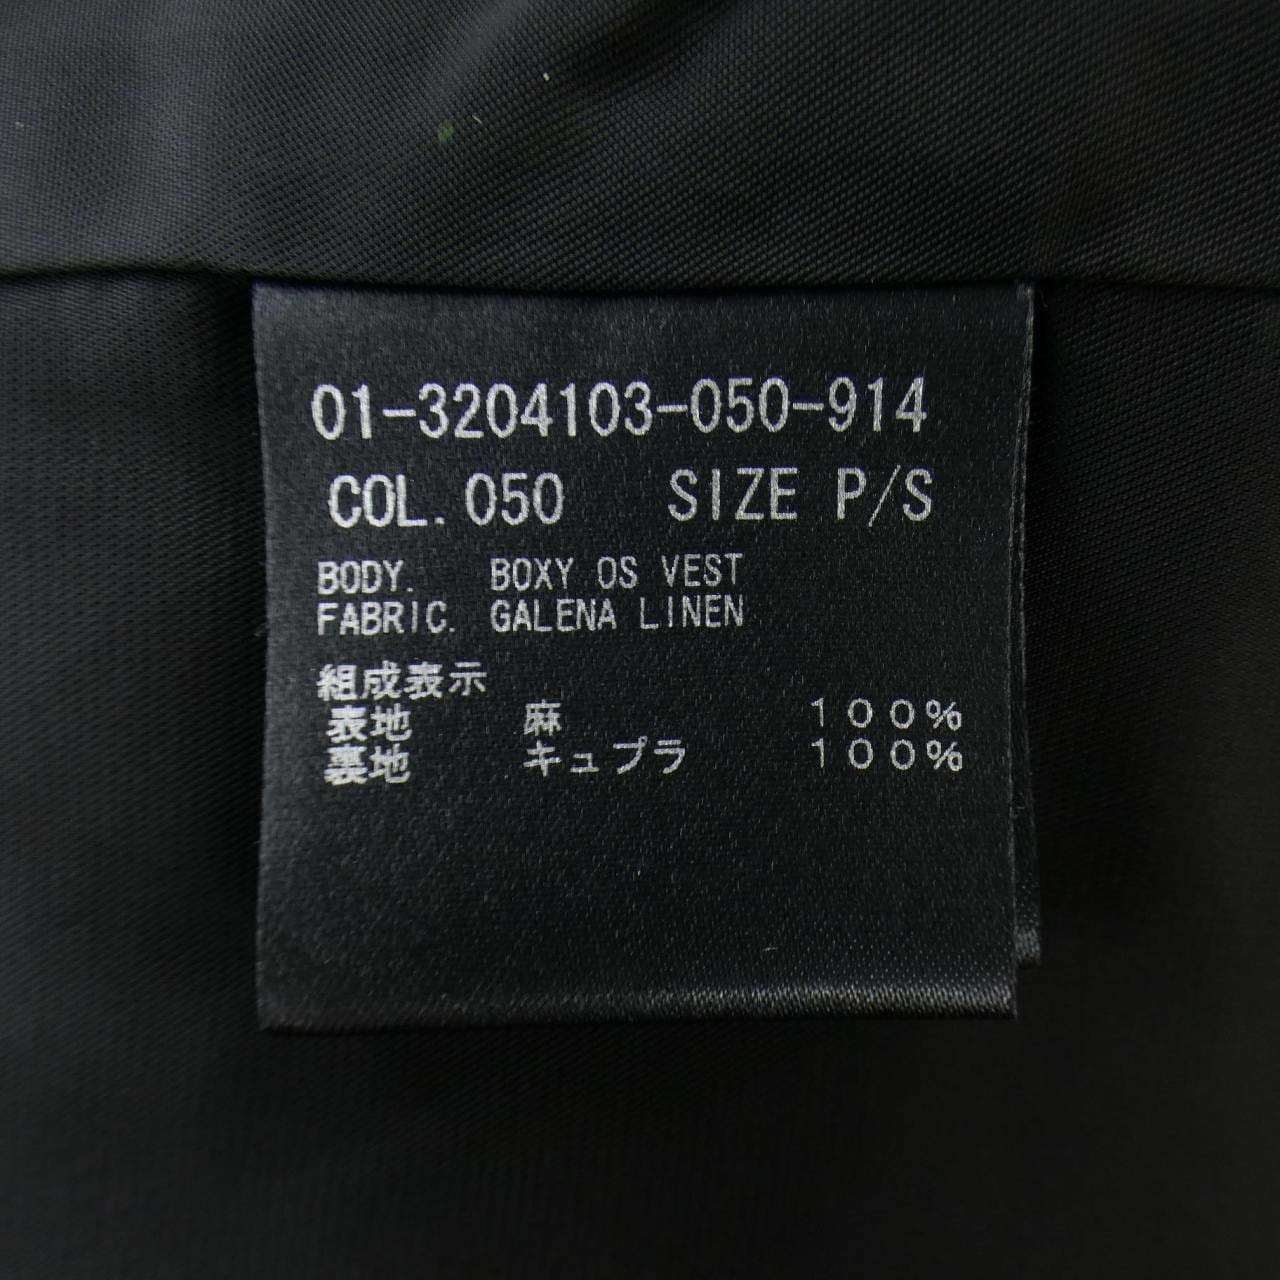 01-3204103-050-914
COL. 050 SIZE P/S
BODY. BOXY OS VEST
FABRIC. GALENA LINEN
組成表示
表地 麻 100%
裏地 キュプラ 100%